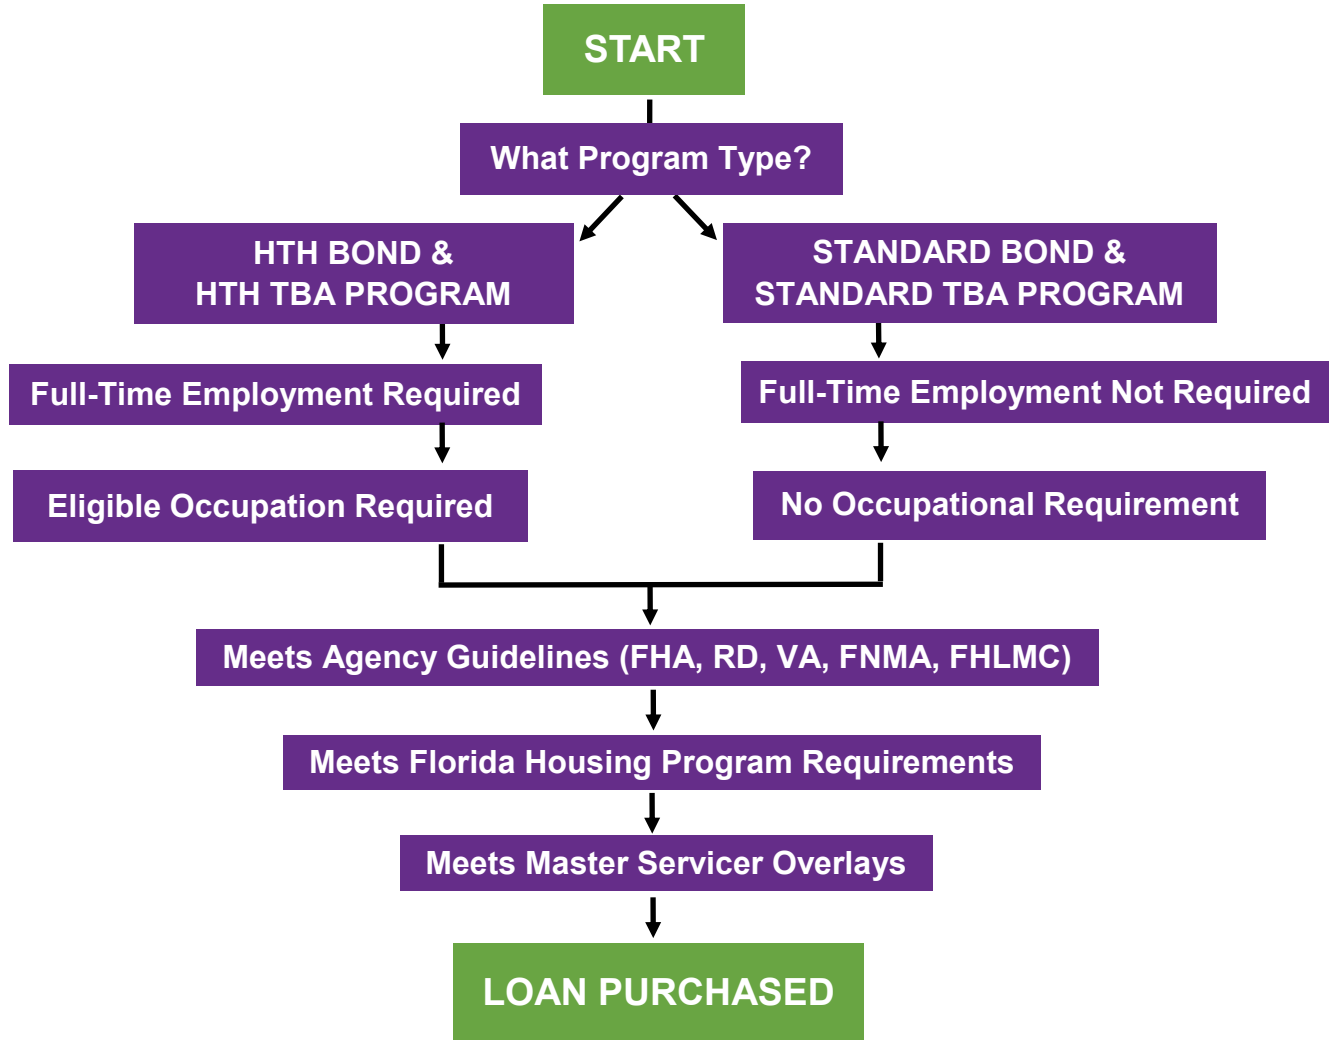 START
What Program Type?
HTH BOND &
HTH TBA PROGRAM
STANDARD BOND &
STANDARD TBA PROGRAM
Full-Time Employment Required
Full-Time Employment Not Required
Eligible Occupation Required
No Occupational Requirement
Meets Agency Guidelines (FHA, RD, VA, FNMA, FHLMC)
Meets Florida Housing Program Requirements
Meets Master Servicer Overlays
LOAN PURCHASED